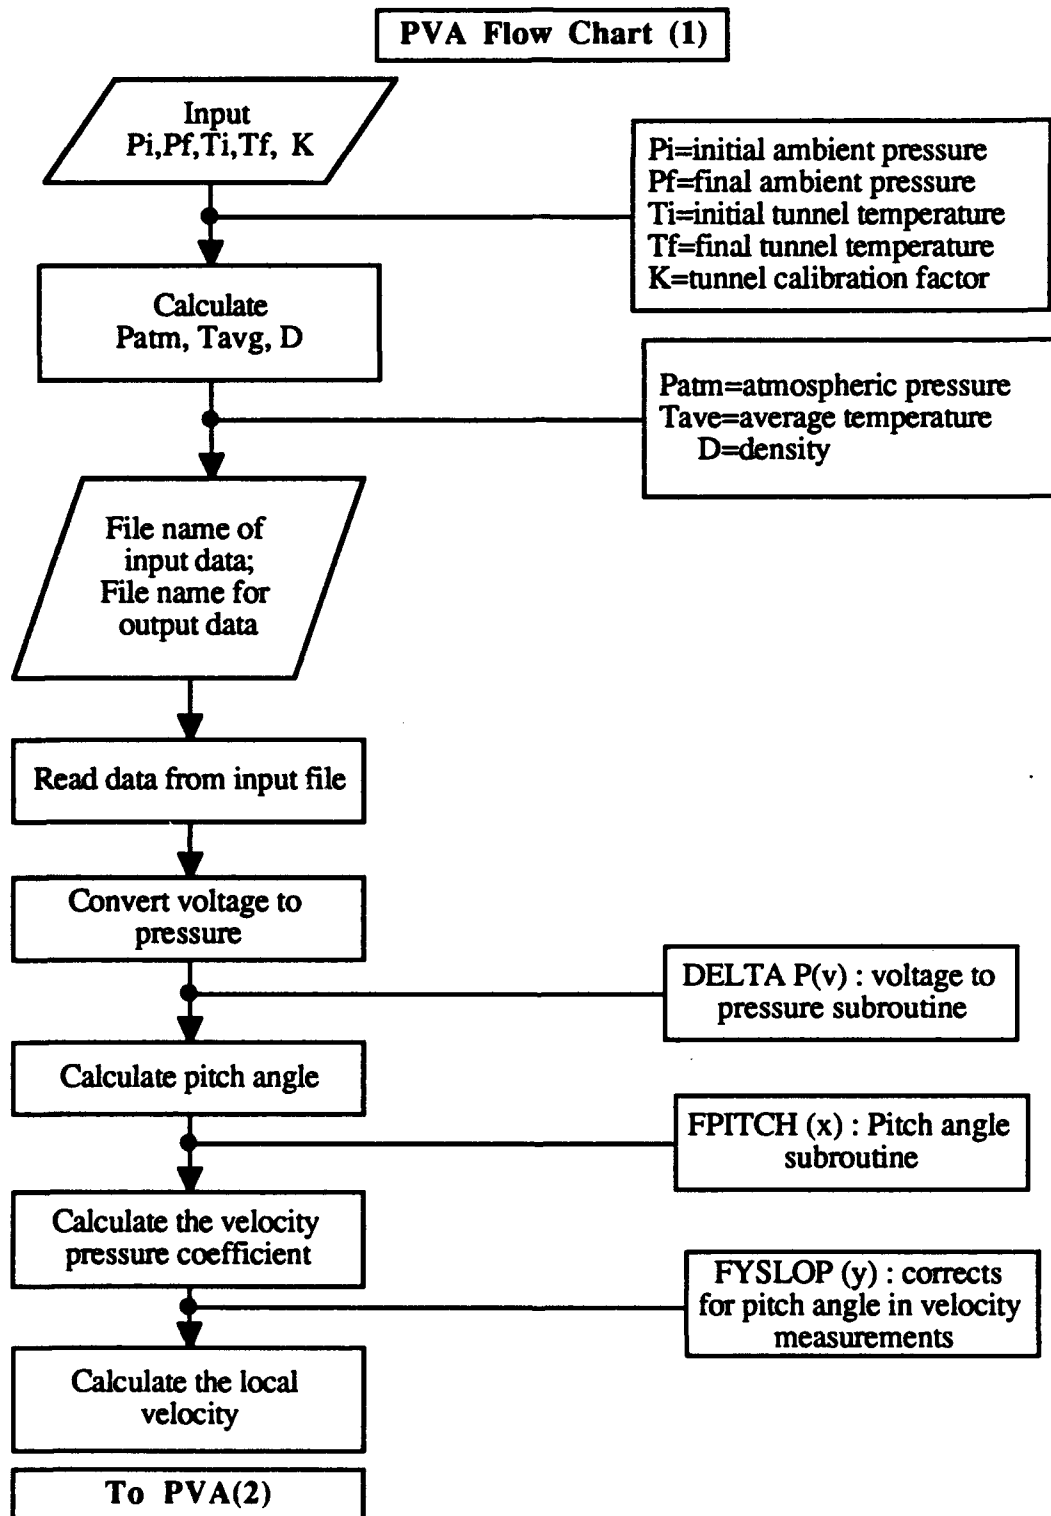 PVA Flow Chart (1)
Input
Pi,Pf,Ti,Tf, K
Pi=initial ambient pressure
Pf=final ambient pressure
Ti=initial tunnel temperature
Tf=final tunnel temperature
K=tunnel calibration factor
Calculate
Patm, Tavg, D
Patm=atmospheric pressure
Tave=average temperature
D=density
File name of
input data;
File name for
output data
Read data from input file
Convert voltage to
pressure
DELTA P(v) : voltage to
pressure subroutine
Calculate pitch angle
FPITCH (x) : Pitch angle
subroutine
Calculate the velocity
pressure coefficient
FYSLOP (y) : corrects
for pitch angle in velocity
measurements
Calculate the local
velocity
To PVA(2)